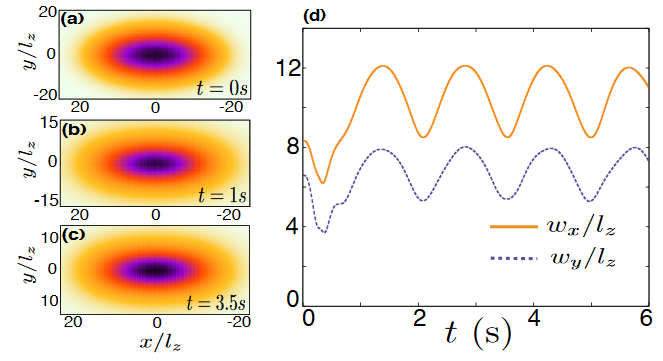 (a)
y/l_z
20
0
-20
t = 0s
20
0
-20
(b)
y/l_z
15
0
-15
t = 1s
20
0
-20
(c)
y/l_z
10
0
10
t = 3.5s
20
0
-20
x/l_z
(d)
12
8
4
0
w_x/l_z
w_y/l_z
0
2
4
6
t (s)